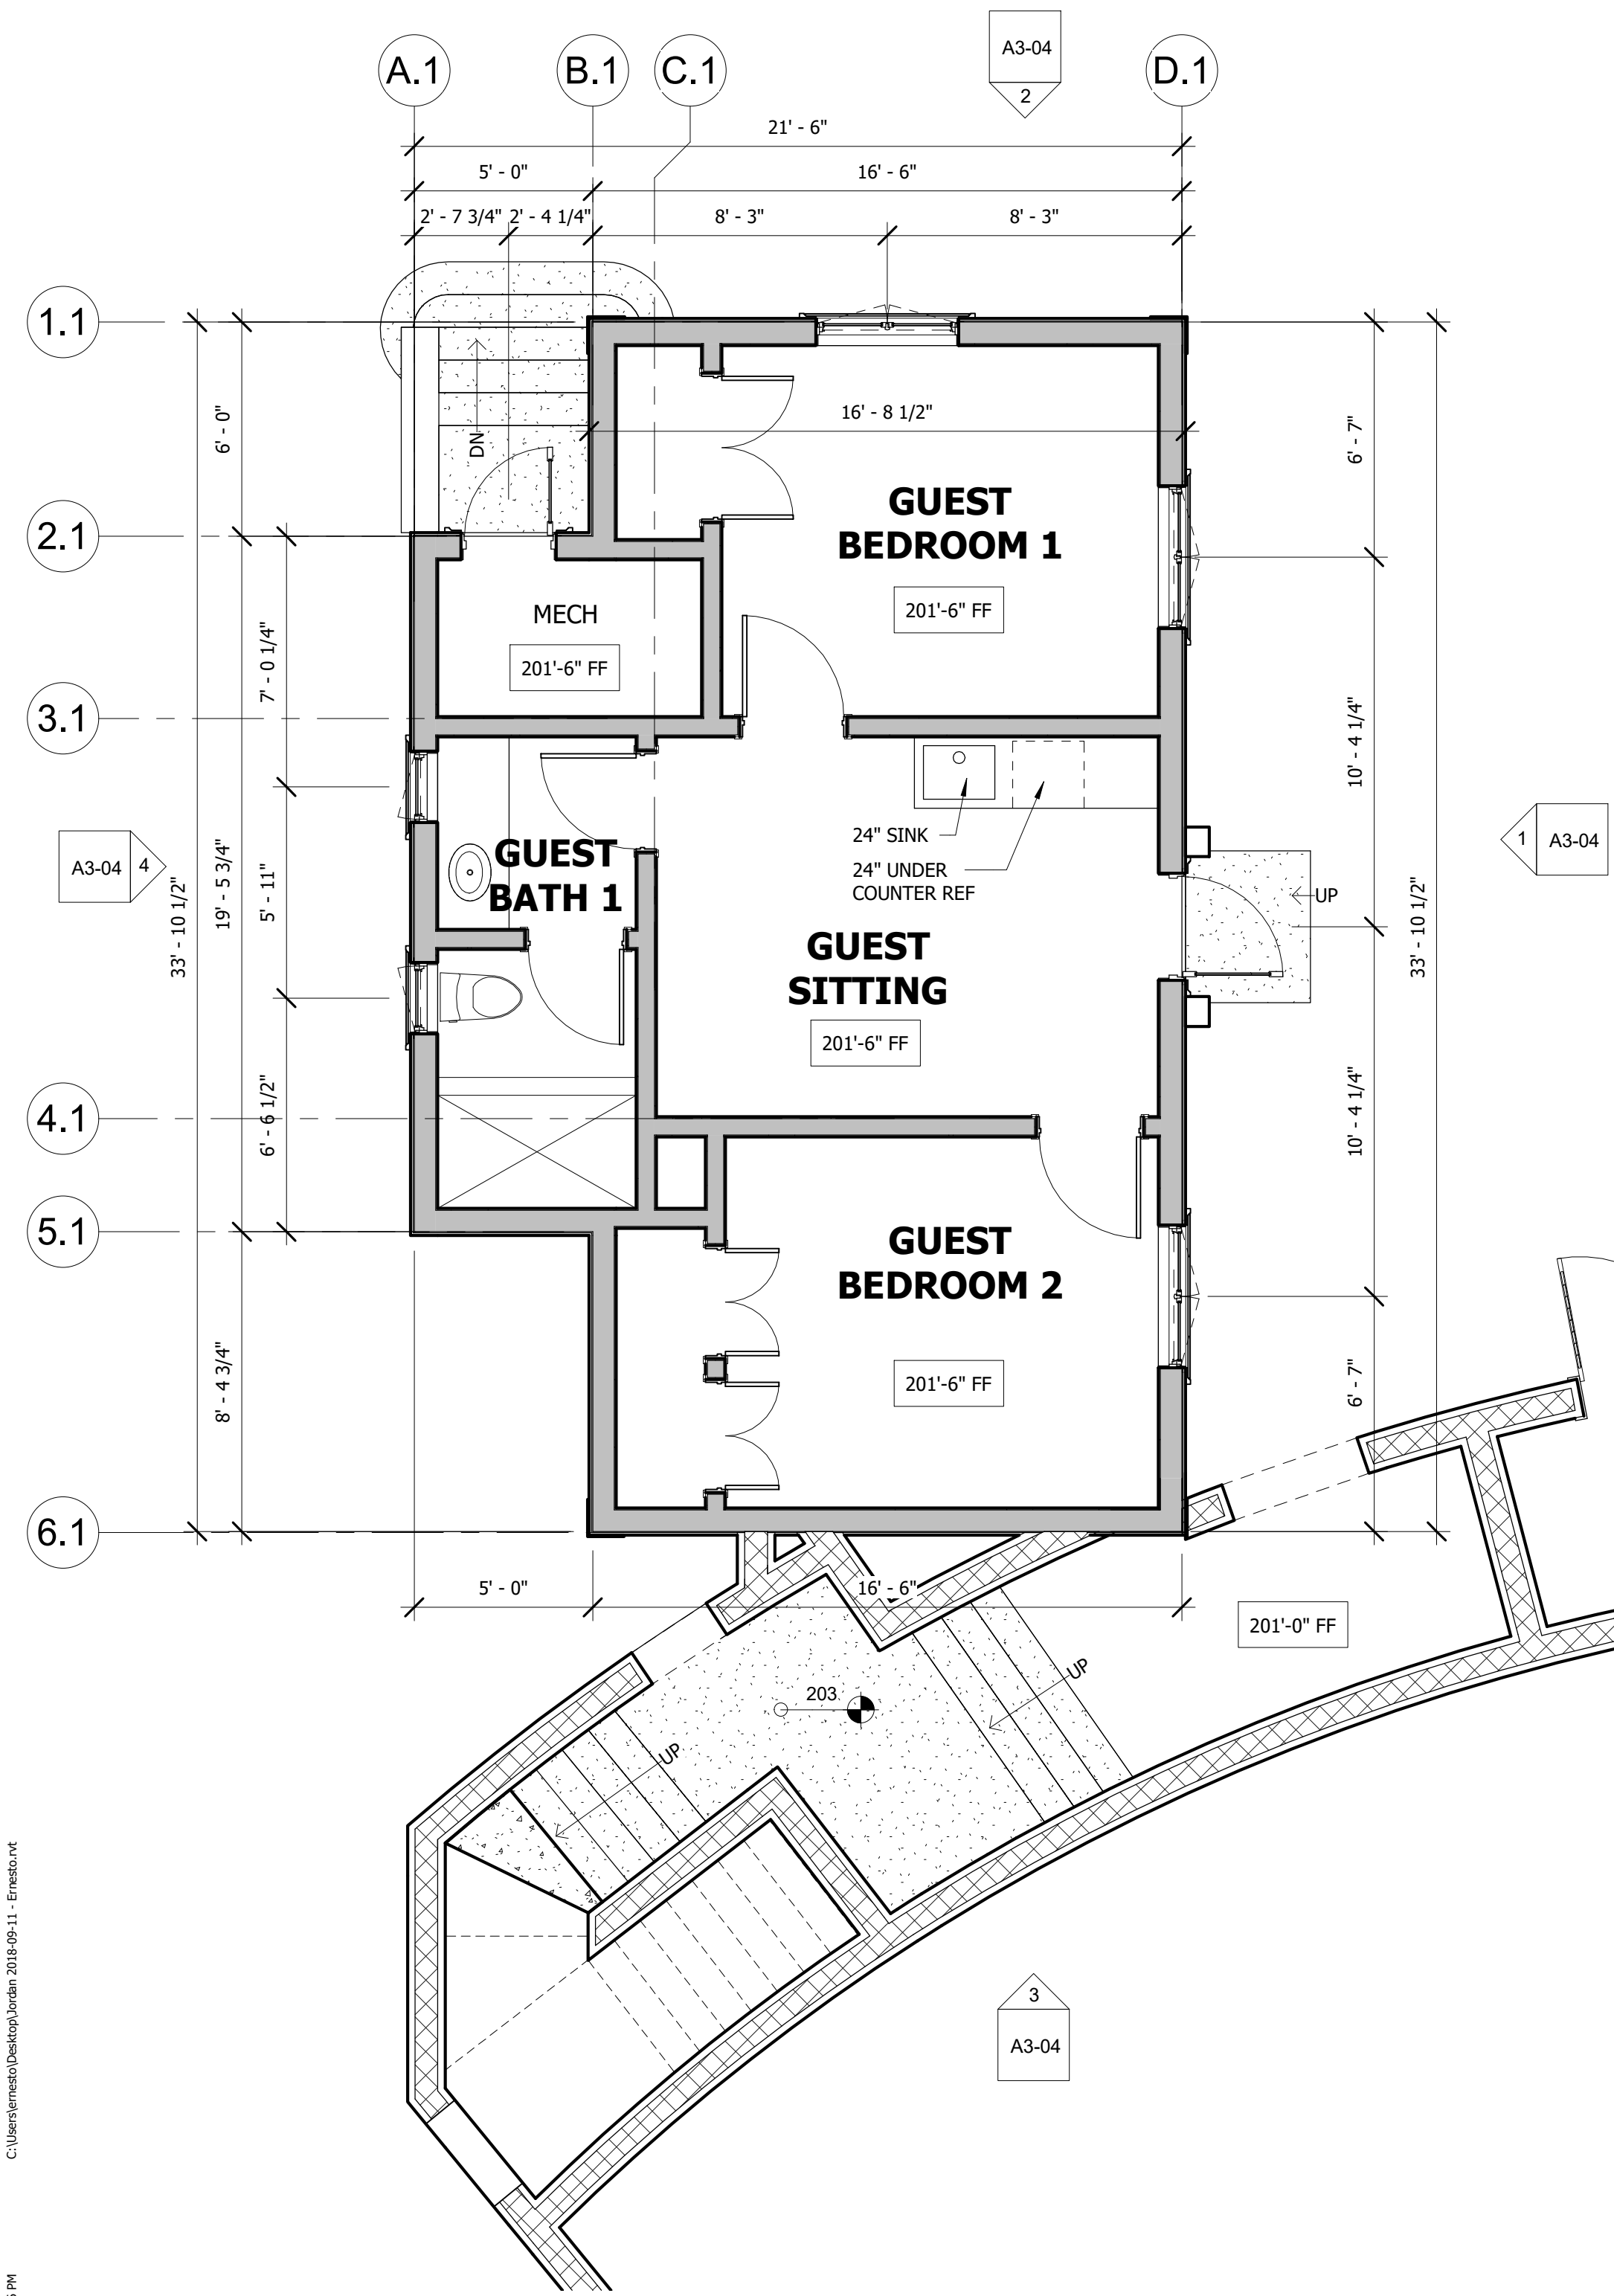 A3-04
2
A.1
B.1
C.1
D.1
21' - 6"
5' - 0"
16' - 6"
2' - 7 3/4"
2' - 4 1/4"
8' - 3"
8' - 3"
1.1
2.1
3.1
4.1
5.1
6.1
6' - 0"
7' - 0 1/4"
19' - 5 3/4"
33' - 10 1/2"
5' - 11"
6' - 6 1/2"
8' - 4 3/4"
A3-04
4
DN
16' - 8 1/2"
GUEST
BEDROOM 1
201'-6" FF
MECH
201'-6" FF
GUEST
BATH 1
24" SINK
24" UNDER
COUNTER REF
GUEST
SITTING
201'-6" FF
GUEST
BEDROOM 2
201'-6" FF
UP
6' - 7"
10' - 4 1/4"
33' - 10 1/2"
10' - 4 1/4"
6' - 7"
1
A3-04
5' - 0"
16' - 6"
201'-0" FF
203
UP
UP
3
A3-04
C:\Users\ernesto\Desktop\Jordan 2018-09-11 - Ernesto.rvt
PM